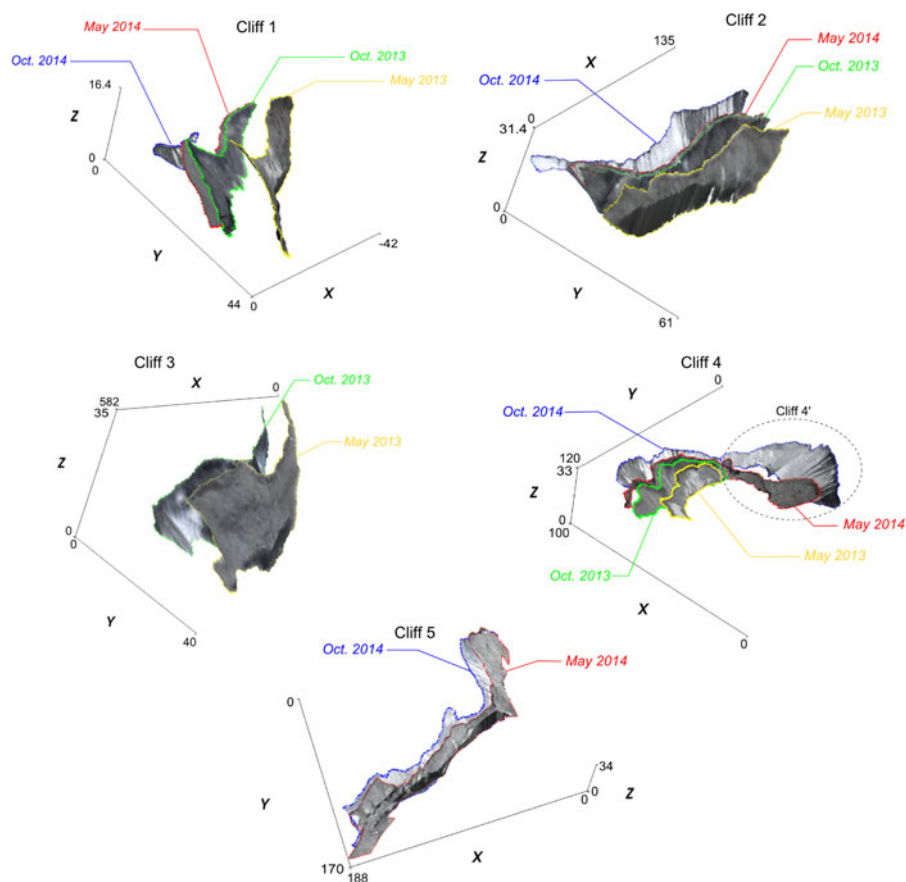 Cliff 1
May 2014
Oct. 2014
Oct. 2013
May 2013
Z
16.4
0
0
Y
44
0
X
-42
Cliff 2
135
X
May 2014
Oct. 2013
Oct. 2014
May 2013
0
31.4
Z
0
0
Y
61
Cliff 3
X
0
Oct. 2013
582
35
May 2013
Z
0
0
Y
40
Cliff 4
Y
0
Oct. 2014
Cliff 4'
120
33
Z
0
100
May 2014
May 2013
Oct. 2013
X
0
Cliff 5
Oct. 2014
May 2014
0
Y
34
0
0
Z
X
170
188